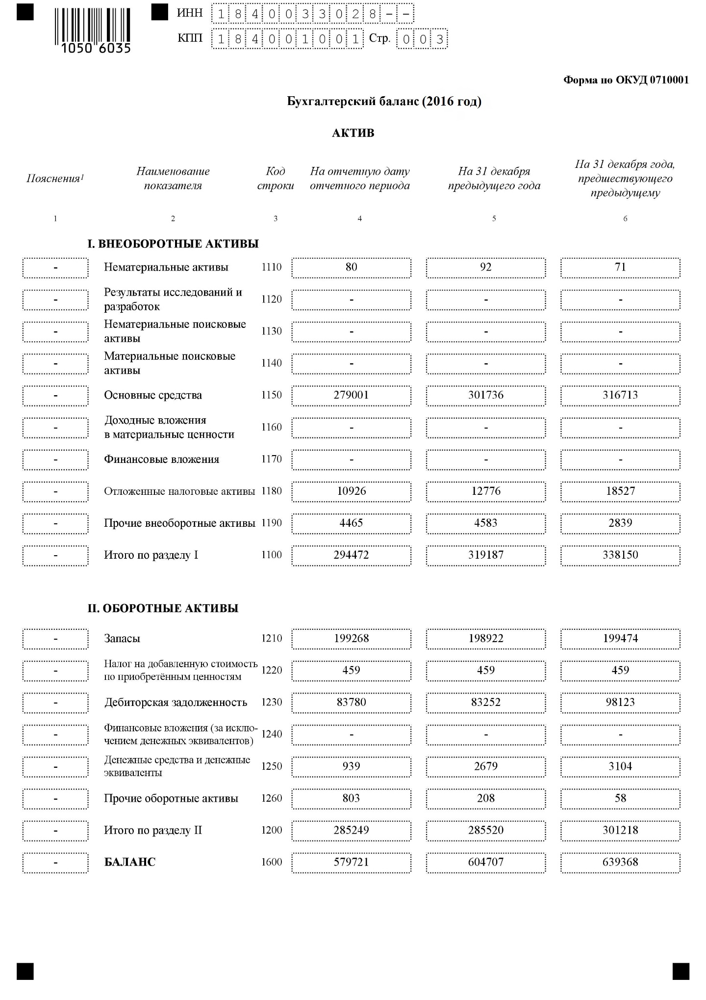 ИНН 1840033028--
КПП 184001001 Стр. 003
1050 6035
Форма по ОКУД 0710001
Бухгалтерский баланс (2016 год)
АКТИВ
Пояснения1 Наименование показателя Код строки На отчетную дату отчетного периода На 31 декабря предыдущего года На 31 декабря года, предшествующего предыдущему
1 2 3 4 5 6
I. ВНЕОБОРОТНЫЕ АКТИВЫ
- Нематериальные активы 1110 80 92 71
- Результаты исследований и разработок 1120 - - -
- Нематериальные поисковые активы 1130 - - -
- Материальные поисковые активы 1140 - - -
- Основные средства 1150 279001 301736 316713
- Доходные вложения в материальные ценности 1160 - - -
- Финансовые вложения 1170 - - -
- Отложенные налоговые активы 1180 10926 12776 18527
- Прочие внеоборотные активы 1190 4465 4583 2839
- Итого по разделу I 1100 294472 319187 338150
II. ОБОРОТНЫЕ АКТИВЫ
- Запасы 1210 199268 198922 199474
- Налог на добавленную стоимость по приобретённым ценностям 1220 459 459 459
- Дебиторская задолженность 1230 83780 83252 98123
- Финансовые вложения (за исклю- чением денежных эквивалентов) 1240 - - -
- Денежные средства и денежные эквиваленты 1250 939 2679 3104
- Прочие оборотные активы 1260 803 208 58
- Итого по разделу II 1200 285249 285520 301218
- БАЛАНС 1600 579721 604707 639368